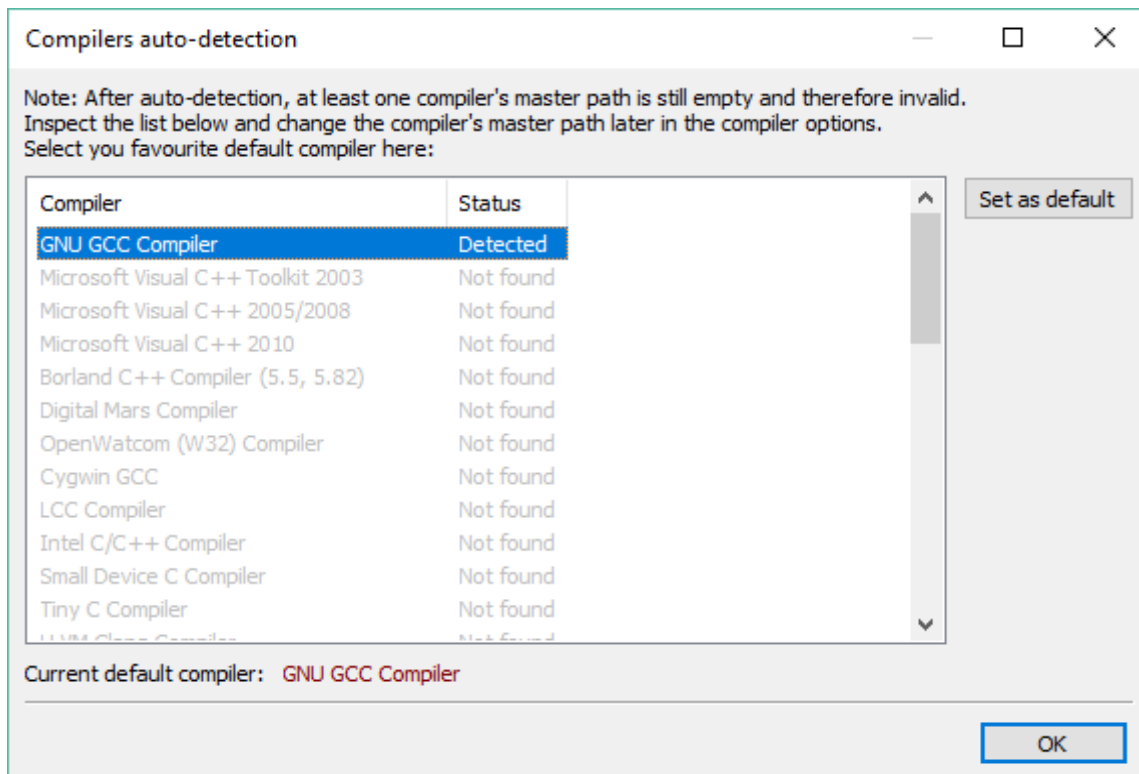 Compilers auto-detection
Note: After auto-detection, at least one compiler's master path is still empty and therefore invalid.
Inspect the list below and change the compiler's master path later in the compiler options.
Select you favourite default compiler here:
Compiler Status
Set as default
GNU GCC Compiler Detected
Microsoft Visual C++ Toolkit 2003 Not found
Microsoft Visual C++ 2005/2008 Not found
Microsoft Visual C++ 2010 Not found
Borland C++ Compiler (5.5, 5.82) Not found
Digital Mars Compiler Not found
OpenWatcom (W32) Compiler Not found
Cygwin GCC Not found
LCC Compiler Not found
Intel C/C++ Compiler Not found
Small Device C Compiler Not found
Tiny C Compiler Not found
LLVM Clang Compiler Not found
Current default compiler: GNU GCC Compiler
OK